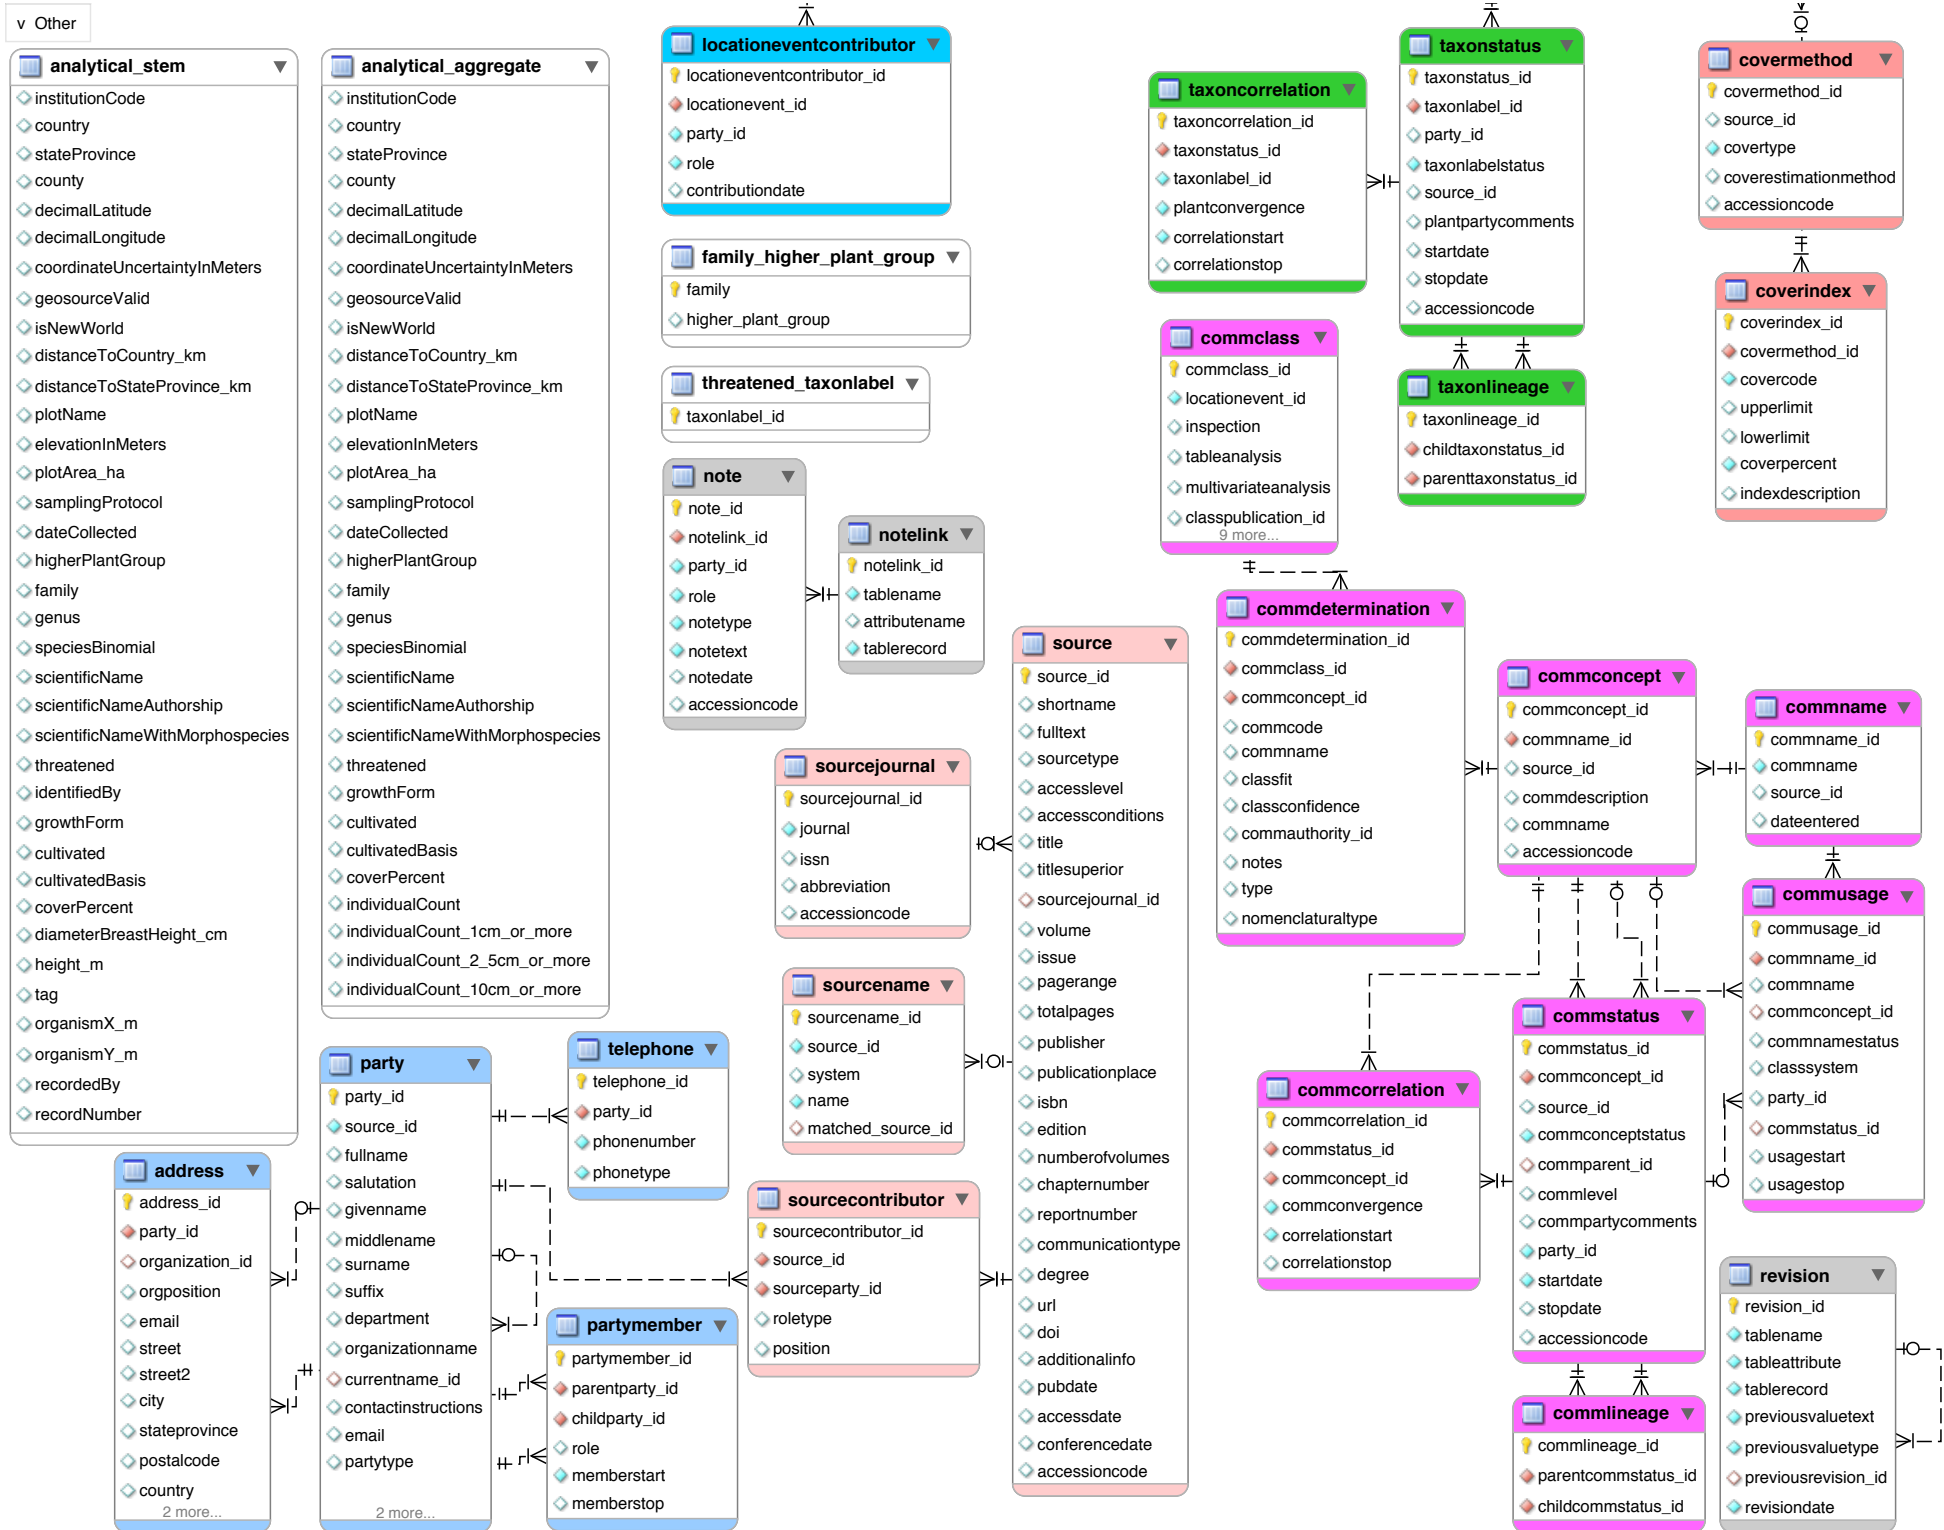 v Other
analytical_stem
institutionCode
country
stateProvince
county
decimalLatitude
decimalLongitude
coordinateUncertaintyInMeters
geosourceValid
isNewWorld
distanceToCountry_km
distanceToStateProvince_km
plotName
elevationInMeters
plotArea_ha
samplingProtocol
dateCollected
higherPlantGroup
family
genus
speciesBinomial
scientificName
scientificNameAuthorship
scientificNameWithMorphospecies
threatened
identifiedBy
growthForm
cultivated
cultivatedBasis
coverPercent
diameterBreastHeight_cm
height_m
tag
organismX_m
organismY_m
recordedBy
recordNumber
analytical_aggregate
institutionCode
country
stateProvince
county
decimalLatitude
decimalLongitude
coordinateUncertaintyInMeters
geosourceValid
isNewWorld
distanceToCountry_km
distanceToStateProvince_km
plotName
elevationInMeters
plotArea_ha
samplingProtocol
dateCollected
higherPlantGroup
family
genus
speciesBinomial
scientificName
scientificNameAuthorship
scientificNameWithMorphospecies
threatened
growthForm
cultivated
cultivatedBasis
coverPercent
individualCount
individualCount_1cm_or_more
individualCount_2_5cm_or_more
individualCount_10cm_or_more
locationeventcontributor
locationeventcontributor_id
locationevent_id
party_id
role
contributiondate
family_higher_plant_group
family
higher_plant_group
threatened_taxonlabel
taxonlabel_id
note
note_id
notelink_id
party_id
role
notetype
notetext
notedate
accessioncode
notelink
notelink_id
tablename
attributename
tablerecord
sourcejournal
sourcejournal_id
journal
issn
abbreviation
accessioncode
sourcename
sourcename_id
source_id
system
name
matched_source_id
telephone
telephone_id
party_id
phonenumber
phonetype
party
party_id
source_id
fullname
salutation
givenname
middlename
surname
suffix
department
organizationname
currentname_id
contactinstructions
email
partytype
2 more...
address
address_id
party_id
organization_id
orgposition
email
street
street2
city
stateprovince
postalcode
country
2 more...
sourcecontributor
sourcecontributor_id
source_id
sourceparty_id
roletype
position
partymember
partymember_id
parentparty_id
childparty_id
role
memberstart
memberstop
source
source_id
shortname
fulltext
sourcetype
accesslevel
accessconditions
title
titlesuperior
sourcejournal_id
volume
issue
pagerange
totalpages
publisher
publicationplace
isbn
edition
numberofvolumes
chapternumber
reportnumber
communicationtype
degree
url
doi
additionalinfo
pubdate
accessdate
conferencedate
accessioncode
taxoncorrelation
taxoncorrelation_id
taxonstatus_id
taxonlabel_id
plantconvergence
correlationstart
correlationstop
taxonstatus
taxonstatus_id
taxonlabel_id
party_id
taxonlabelstatus
source_id
plantpartycomments
startdate
stopdate
accessioncode
taxonlineage
taxonlineage_id
childtaxonstatus_id
parenttaxonstatus_id
covermethod
covermethod_id
source_id
covertype
coverestimationmethod
accessioncode
coverindex
coverindex_id
covermethod_id
covercode
upperlimit
lowerlimit
coverpercent
indexdescription
commclass
commclass_id
locationevent_id
inspection
tableanalysis
multivariateanalysis
classpublication_id
9 more...
commdetermination
commdetermination_id
commclass_id
commconcept_id
commcode
commname
classfit
classconfidence
commauthority_id
notes
type
nomenclaturaltype
commconcept
commconcept_id
commname_id
source_id
commdescription
commname
accessioncode
commname
commname_id
commname
source_id
dateentered
commusage
commusage_id
commname_id
commname
commconcept_id
commnamestatus
classsystem
party_id
commstatus_id
usagestart
usagestop
commstatus
commstatus_id
commconcept_id
source_id
commconceptstatus
commparent_id
commlevel
commpartycomments
party_id
startdate
stopdate
accessioncode
commcorrelation
commcorrelation_id
commstatus_id
commconcept_id
commconvergence
correlationstart
correlationstop
commlineage
commlineage_id
parentcommstatus_id
childcommstatus_id
revision
revision_id
tablename
tableattribute
tablerecord
previousvaluetext
previousvaluetype
previousrevision_id
revisiondate